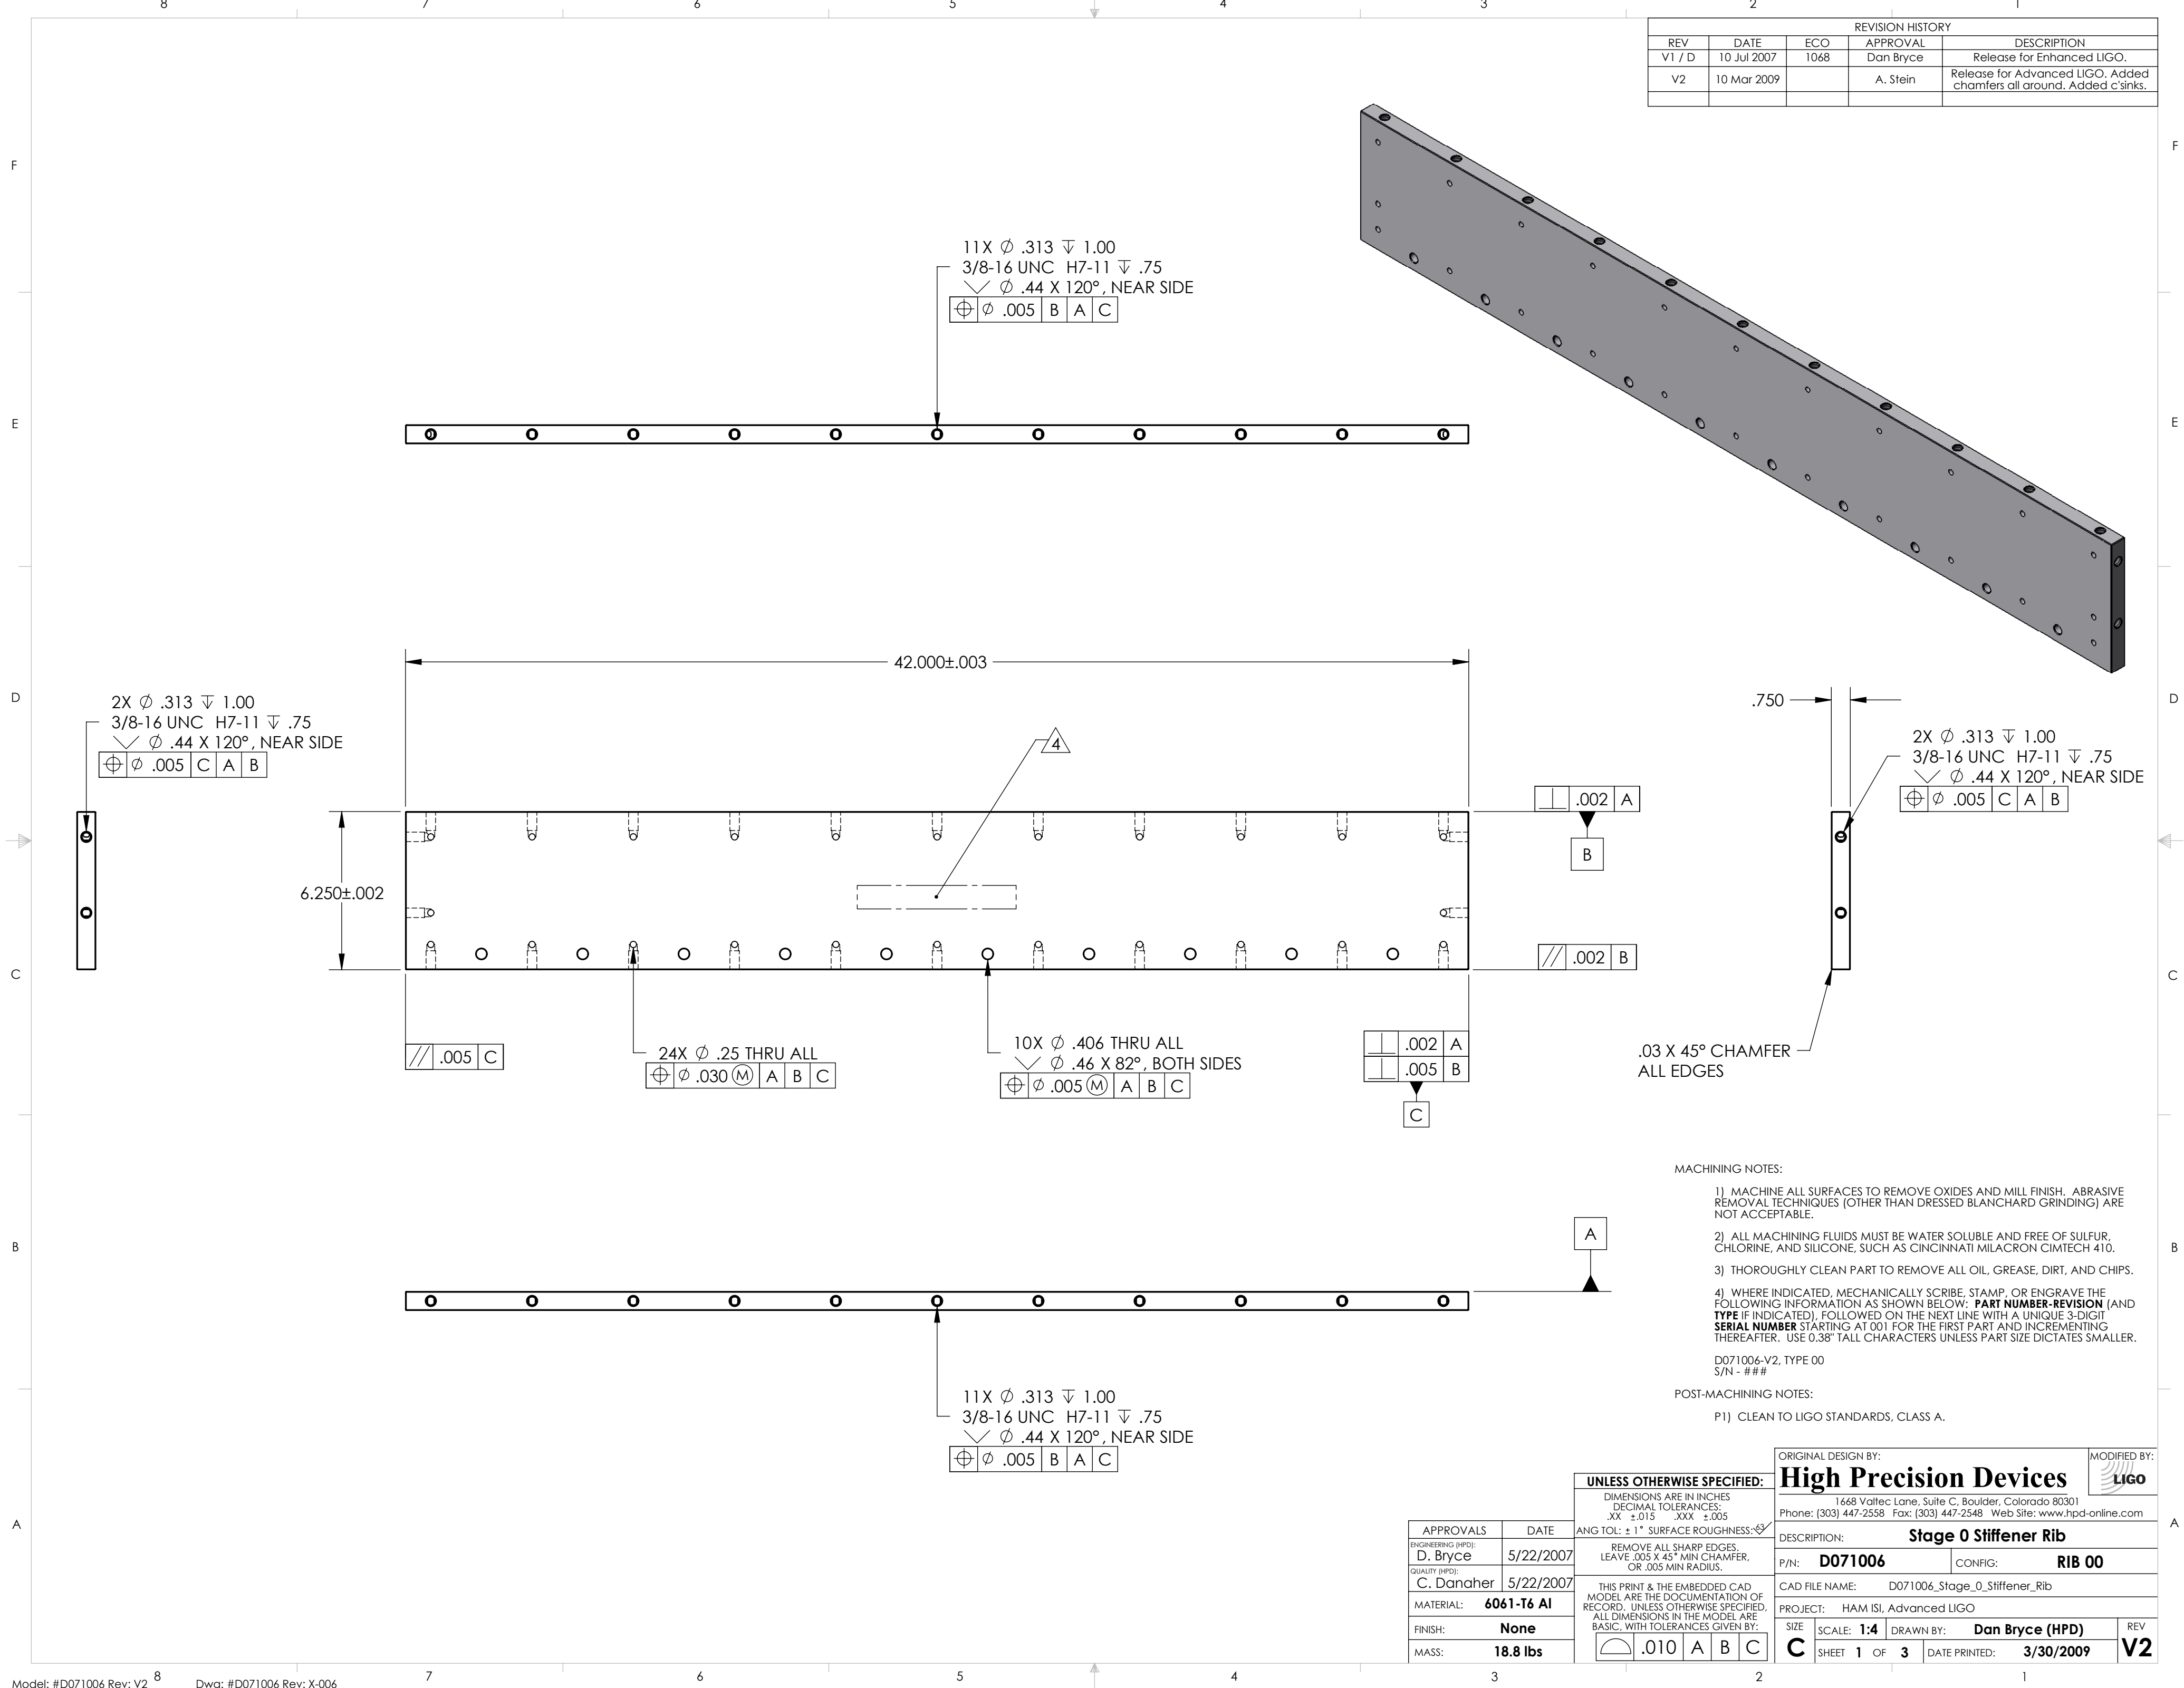 8 7 6 5 4 3 2 1
REVISION HISTORY
REV DATE ECO APPROVAL DESCRIPTION
V1 / D 10 Jul 2007 1068 Dan Bryce Release for Enhanced LIGO.
V2 10 Mar 2009 A. Stein Release for Advanced LIGO. Added
chamfers all around. Added c'sinks.
F F
11X ∅ .313 ↧ 1.00
3/8-16 UNC H7-11 ↧ .75
⌵ ∅ .44 X 120°, NEAR SIDE
⌖ ∅ .005 B A C
E E
42.000±.003
D D
2X ∅ .313 ↧ 1.00
3/8-16 UNC H7-11 ↧ .75
⌵ ∅ .44 X 120°, NEAR SIDE
⌖ ∅ .005 C A B
4
.750
2X ∅ .313 ↧ 1.00
3/8-16 UNC H7-11 ↧ .75
⌵ ∅ .44 X 120°, NEAR SIDE
⌖ ∅ .005 C A B
⟂ .002 A
B
6.250±.002
// .002 B
C C
// .005 C
24X ∅ .25 THRU ALL
⌖ ∅ .030 Ⓜ A B C
10X ∅ .406 THRU ALL
⌵ ∅ .46 X 82°, BOTH SIDES
⌖ ∅ .005 Ⓜ A B C
⟂ .002 A
⟂ .005 B
C
.03 X 45° CHAMFER
ALL EDGES
MACHINING NOTES:
1) MACHINE ALL SURFACES TO REMOVE OXIDES AND MILL FINISH. ABRASIVE
REMOVAL TECHNIQUES (OTHER THAN DRESSED BLANCHARD GRINDING) ARE
NOT ACCEPTABLE.
2) ALL MACHINING FLUIDS MUST BE WATER SOLUBLE AND FREE OF SULFUR,
CHLORINE, AND SILICONE, SUCH AS CINCINNATI MILACRON CIMTECH 410.
3) THOROUGHLY CLEAN PART TO REMOVE ALL OIL, GREASE, DIRT, AND CHIPS.
4) WHERE INDICATED, MECHANICALLY SCRIBE, STAMP, OR ENGRAVE THE
FOLLOWING INFORMATION AS SHOWN BELOW: PART NUMBER-REVISION (AND
TYPE IF INDICATED), FOLLOWED ON THE NEXT LINE WITH A UNIQUE 3-DIGIT
SERIAL NUMBER STARTING AT 001 FOR THE FIRST PART AND INCREMENTING
THEREAFTER. USE 0.38" TALL CHARACTERS UNLESS PART SIZE DICTATES SMALLER.
D071006-V2, TYPE 00
S/N - ###
POST-MACHINING NOTES:
P1) CLEAN TO LIGO STANDARDS, CLASS A.
B B
A
11X ∅ .313 ↧ 1.00
3/8-16 UNC H7-11 ↧ .75
⌵ ∅ .44 X 120°, NEAR SIDE
⌖ ∅ .005 B A C
A A
APPROVALS DATE
ENGINEERING (HPD):
D. Bryce 5/22/2007
QUALITY (HPD):
C. Danaher 5/22/2007
MATERIAL: 6061-T6 Al
FINISH: None
MASS: 18.8 lbs
UNLESS OTHERWISE SPECIFIED:
DIMENSIONS ARE IN INCHES
DECIMAL TOLERANCES:
.XX ±.015 .XXX ±.005
ANG TOL: ± 1° SURFACE ROUGHNESS: 63
REMOVE ALL SHARP EDGES.
LEAVE .005 X 45° MIN CHAMFER,
OR .005 MIN RADIUS.
THIS PRINT & THE EMBEDDED CAD
MODEL ARE THE DOCUMENTATION OF
RECORD. UNLESS OTHERWISE SPECIFIED,
ALL DIMENSIONS IN THE MODEL ARE
BASIC, WITH TOLERANCES GIVEN BY:
⌓ .010 A B C
ORIGINAL DESIGN BY: MODIFIED BY:
High Precision Devices LIGO
1668 Valtec Lane, Suite C, Boulder, Colorado 80301
Phone: (303) 447-2558 Fax: (303) 447-2548 Web Site: www.hpd-online.com
DESCRIPTION: Stage 0 Stiffener Rib
P/N: D071006 CONFIG: RIB 00
CAD FILE NAME: D071006_Stage_0_Stiffener_Rib
PROJECT: HAM ISI, Advanced LIGO
SIZE C SCALE: 1:4 DRAWN BY: Dan Bryce (HPD) REV V2
SHEET 1 OF 3 DATE PRINTED: 3/30/2009
8 7 6 5 4 3 2 1
Model: #D071006 Rev: V2 Dwg: #D071006 Rev: X-006